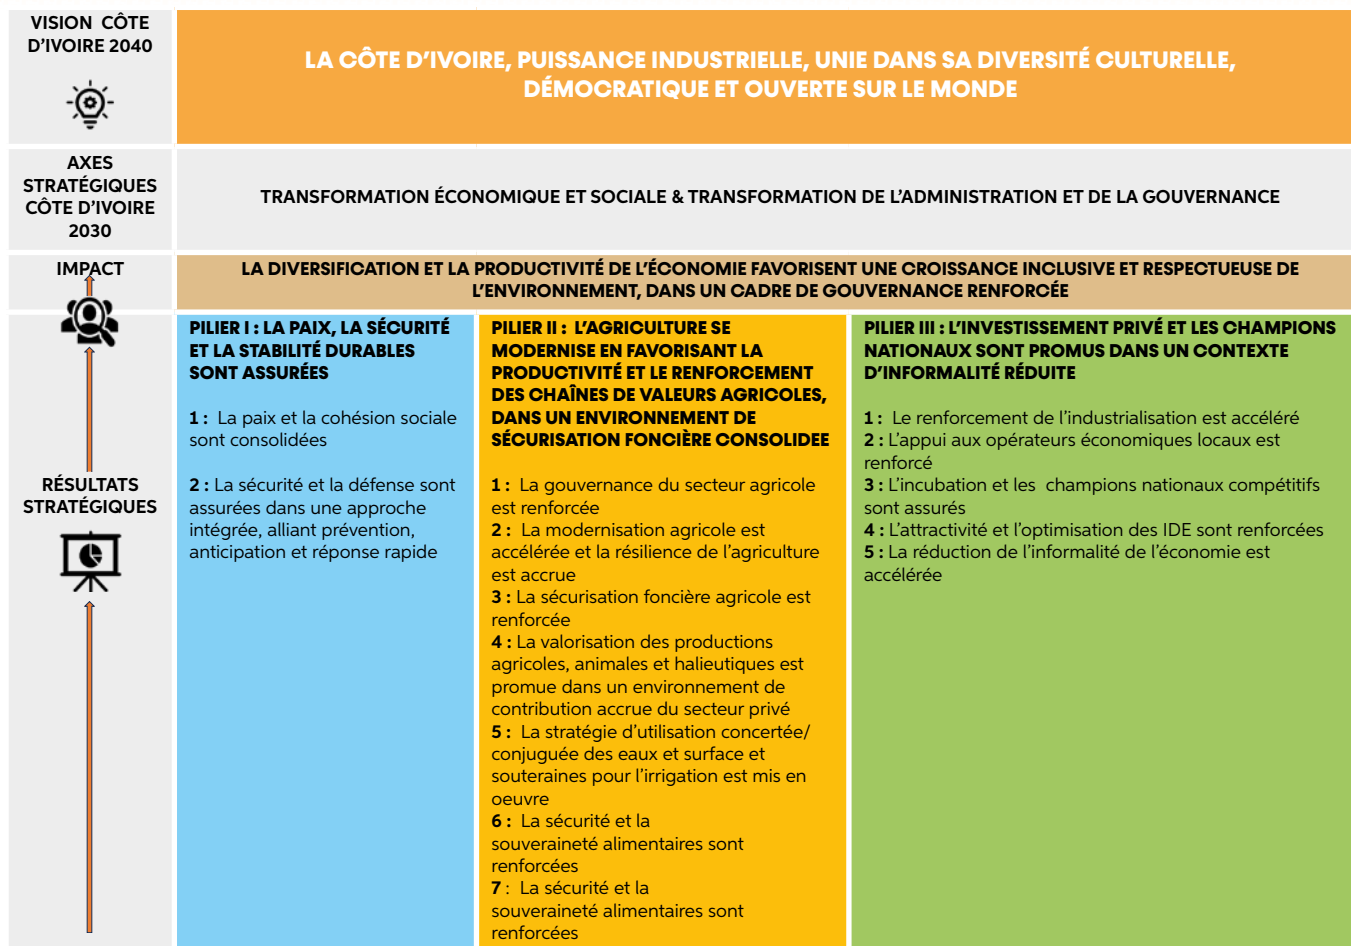 VISION CÔTE
D’IVOIRE 2040
LA CÔTE D’IVOIRE, PUISSANCE INDUSTRIELLE, UNIE DANS SA DIVERSITÉ CULTURELLE,
DÉMOCRATIQUE ET OUVERTE SUR LE MONDE
AXES
STRATÉGIQUES
CÔTE D’IVOIRE
2030
TRANSFORMATION ÉCONOMIQUE ET SOCIALE & TRANSFORMATION DE L’ADMINISTRATION ET DE LA GOUVERNANCE
IMPACT
LA DIVERSIFICATION ET LA PRODUCTIVITÉ DE L’ÉCONOMIE FAVORISENT UNE CROISSANCE INCLUSIVE ET RESPECTUEUSE DE
L’ENVIRONNEMENT, DANS UN CADRE DE GOUVERNANCE RENFORCÉE
RÉSULTATS
STRATÉGIQUES
PILIER I : LA PAIX, LA SÉCURITÉ
ET LA STABILITÉ DURABLES
SONT ASSURÉES
1 : La paix et la cohésion sociale
sont consolidées
2 : La sécurité et la défense sont
assurées dans une approche
intégrée, alliant prévention,
anticipation et réponse rapide
PILIER II : L’AGRICULTURE SE
MODERNISE EN FAVORISANT LA
PRODUCTIVITÉ ET LE RENFORCEMENT
DES CHAÎNES DE VALEURS AGRICOLES,
DANS UN ENVIRONNEMENT DE
SÉCURISATION FONCIÈRE CONSOLIDEE
1 : La gouvernance du secteur agricole
est renforcée
2 : La modernisation agricole est
accélérée et la résilience de l’agriculture
est accrue
3 : La sécurisation foncière agricole est
renforcée
4 : La valorisation des productions
agricoles, animales et halieutiques est
promue dans un environnement de
contribution accrue du secteur privé
5 : La stratégie d’utilisation concertée/
conjuguée des eaux et surface et
souteraines pour l’irrigation est mis en
oeuvre
6 : La sécurité et la
souveraineté alimentaires sont
renforcées
7 : La sécurité et la
souveraineté alimentaires sont
renforcées
PILIER III : L’INVESTISSEMENT PRIVÉ ET LES CHAMPIONS
NATIONAUX SONT PROMUS DANS UN CONTEXTE
D’INFORMALITÉ RÉDUITE
1 : Le renforcement de l’industrialisation est accéléré
2 : L’appui aux opérateurs économiques locaux est
renforcé
3 : L’incubation et les champions nationaux compétitifs
sont assurés
4 : L’attractivité et l’optimisation des IDE sont renforcées
5 : La réduction de l’informalité de l’économie est
accélérée